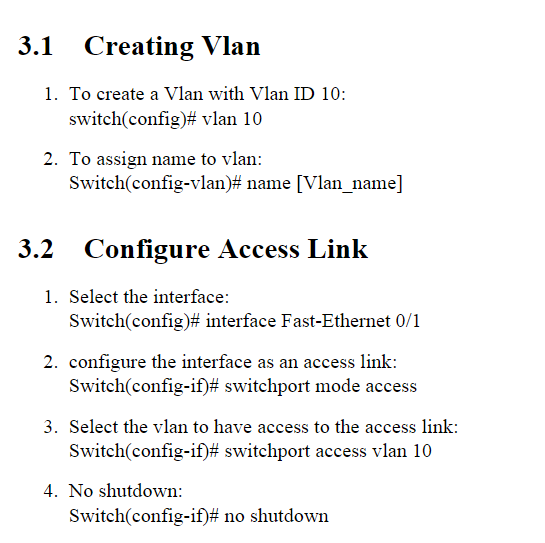 3.1 Creating Vlan
1. To create a Vlan with Vlan ID 10:
switch(config)# vlan 10
2. To assign name to vlan:
Switch(config-vlan)# name [Vlan_name]
3.2 Configure Access Link
1. Select the interface:
Switch(config)# interface Fast-Ethernet 0/1
2. configure the interface as an access link:
Switch(config-if)# switchport mode access
3. Select the vlan to have access to the access link:
Switch(config-if)# switchport access vlan 10
4. No shutdown:
Switch(config-if)# no shutdown